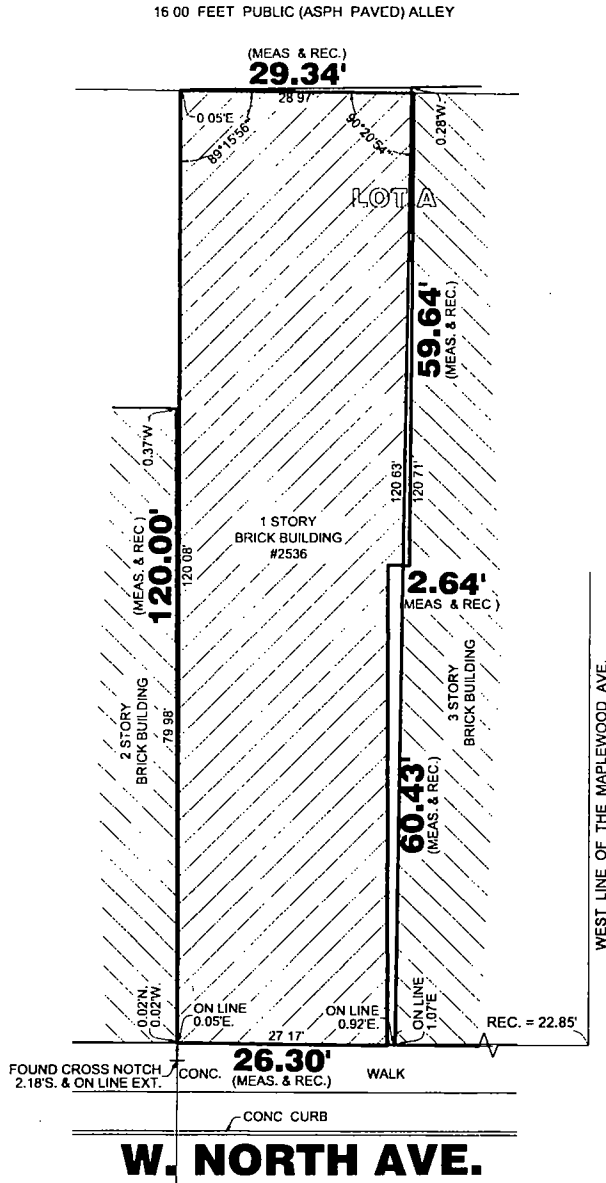 16 00 FEET PUBLIC (ASPH PAVED) ALLEY
(MEAS & REC.)
29.34'
28 97'
0 05'E
89°15'56"
90°20'54"
0.28'W
LOT A
59.64'
(MEAS. & REC.)
0.37'W
120 63'
120 71'
(MEAS. & REC)
120.00'
120 08'
1 STORY
BRICK BUILDING
#2536
2.64'
(MEAS & REC)
2 STORY
BRICK BUILDING
79 98'
3 STORY
BRICK BUILDING
60.43'
(MEAS. & REC.)
WEST LINE OF THE MAPLEWOOD AVE.
0.02'N,
0.02'W
ON LINE
0.05'E.
ON LINE
0.92'E.
ON LINE
1.07'E
REC. = 22.85'
27 17'
FOUND CROSS NOTCH
2.18'S. & ON LINE EXT.
CONC.
26.30'
(MEAS. & REC.)
WALK
CONC CURB
W. NORTH AVE.